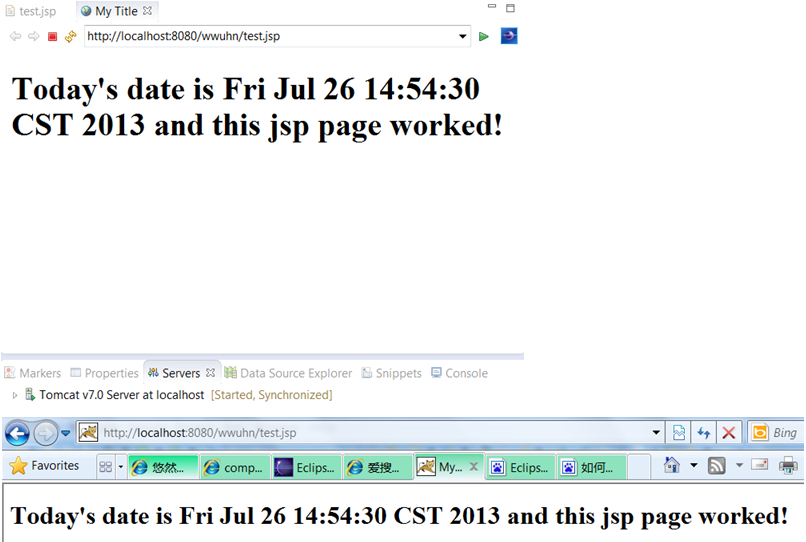 test.jsp My Title
http://localhost:8080/wwuhn/test.jsp
Today's date is Fri Jul 26 14:54:30
CST 2013 and this jsp page worked!
Markers Properties Servers Data Source Explorer Snippets Console
Tomcat v7.0 Server at localhost [Started, Synchronized]
http://localhost:8080/wwuhn/test.jsp Bing
Favorites 悠然... comp... Eclips... 爱搜... My... Eclips... 如何...
Today's date is Fri Jul 26 14:54:30 CST 2013 and this jsp page worked!